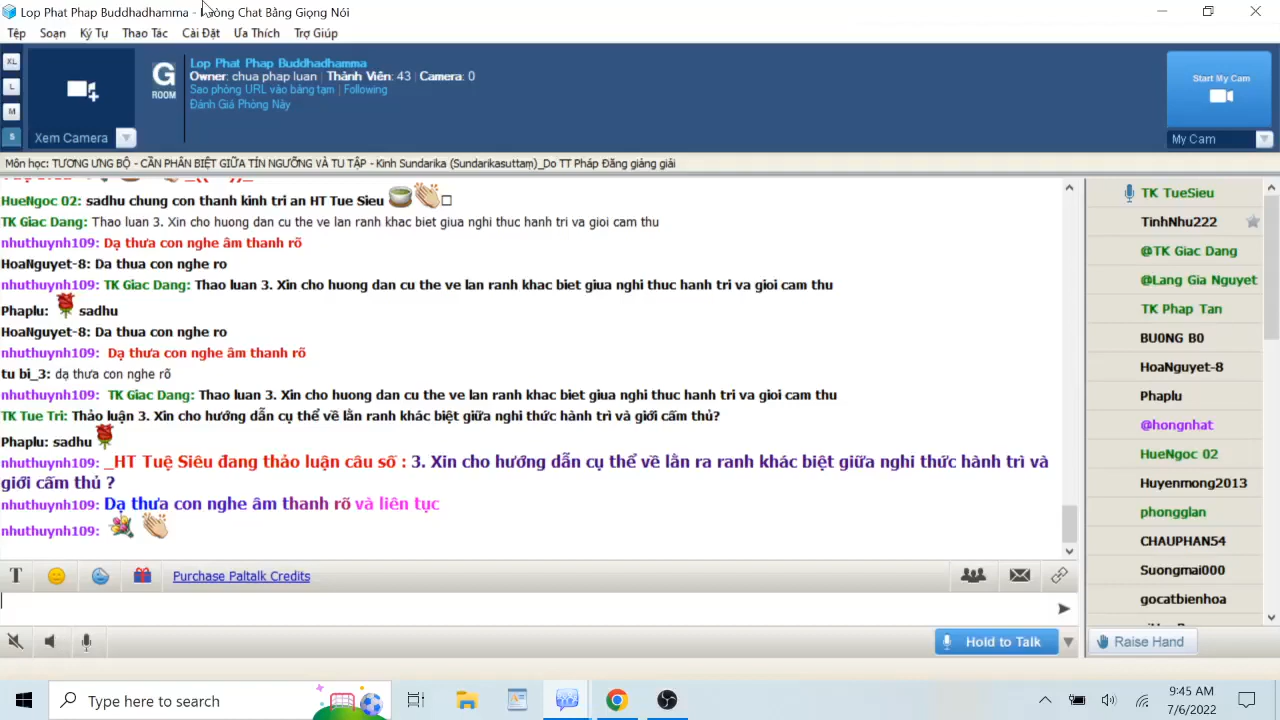 Lop Phat Phap Buddhadhamma - Phòng Chat Bằng Giọng Nói
Tệp Soạn Ký Tự Thao Tác Cài Đặt Ưa Thích Trợ Giúp
XL
L
M
S
Xem Camera
G
ROOM
Lop Phat Phap Buddhadhamma
Owner: chua phap luan | Thành Viên: 43 | Camera: 0
Sao phòng URL vào bảng tạm | Following
Đánh Giá Phòng Này
Start My Cam
My Cam
Môn học: TƯƠNG ƯNG BỘ - CẦN PHÂN BIỆT GIỮA TÍN NGƯỠNG VÀ TU TẬP - Kinh Sundarika (Sundarikasuttaṃ)_Do TT Pháp Đăng giảng giải
HueNgoc 02: sadhu chung con thanh kinh tri an HT Tue Sieu
TK Giac Dang: Thao luan 3. Xin cho huong dan cu the ve lan ranh khac biet giua nghi thuc hanh tri va gioi cam thu
nhuthuynh109: Dạ thưa con nghe âm thanh rõ
HoaNguyet-8: Da thua con nghe ro
nhuthuynh109: TK Giac Dang: Thao luan 3. Xin cho huong dan cu the ve lan ranh khac biet giua nghi thuc hanh tri va gioi cam thu
Phaplu: sadhu
HoaNguyet-8: Da thua con nghe ro
nhuthuynh109: Dạ thưa con nghe âm thanh rõ
tu bi_3: dạ thưa con nghe rõ
nhuthuynh109: TK Giac Dang: Thao luan 3. Xin cho huong dan cu the ve lan ranh khac biet giua nghi thuc hanh tri va gioi cam thu
TK Tue Tri: Thảo luận 3. Xin cho hướng dẫn cụ thể về lằn ranh khác biệt giữa nghi thức hành trì và giới cấm thủ?
Phaplu: sadhu
nhuthuynh109: _HT Tuệ Siêu đang thảo luận câu số : 3. Xin cho hướng dẫn cụ thể về lằn ra ranh khác biệt giữa nghi thức hành trì và
giới cấm thủ ?
nhuthuynh109: Dạ thưa con nghe âm thanh rõ và liên tục
nhuthuynh109:
TK TueSieu
TinhNhu222
@TK Giac Dang
@Lang Gia Nguyet
TK Phap Tan
BU0NG B0
HoaNguyet-8
Phaplu
@hongnhat
HueNgoc 02
Huyenmong2013
phongglan
CHAUPHAN54
Suongmai000
gocatbienhoa
T Purchase Paltalk Credits
Hold to Talk
Raise Hand
Type here to search
9:45 AM
7/6/2022